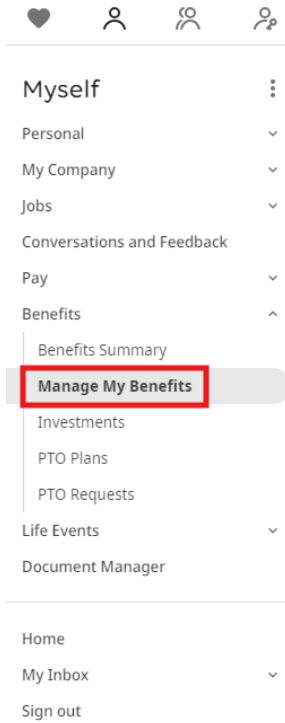 Myself
Personal
My Company
Jobs
Conversations and Feedback
Pay
Benefits
Benefits Summary
Manage My Benefits
Investments
PTO Plans
PTO Requests
Life Events
Document Manager
Home
My Inbox
Sign out